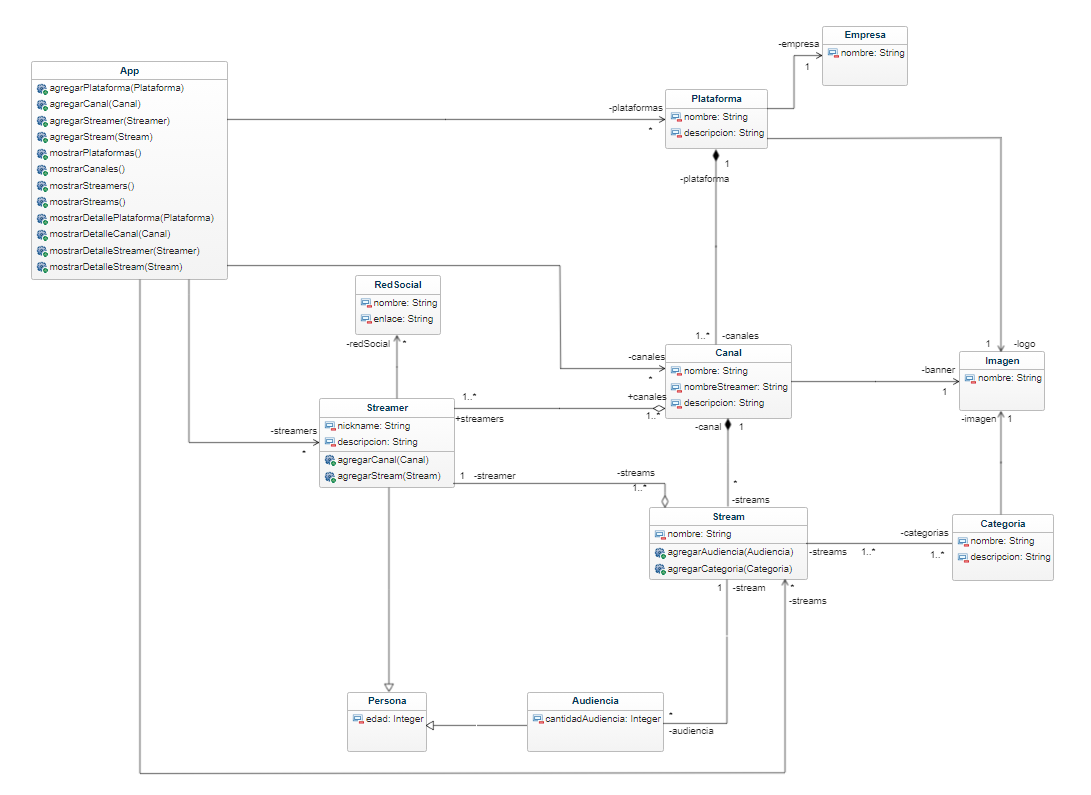 Empresa
nombre: String
-empresa
1
App
agregarPlataforma(Plataforma)
agregarCanal(Canal)
agregarStreamer(Streamer)
agregarStream(Stream)
mostrarPlataformas()
mostrarCanales()
mostrarStreamers()
mostrarStreams()
mostrarDetallePlataforma(Plataforma)
mostrarDetalleCanal(Canal)
mostrarDetalleStreamer(Streamer)
mostrarDetalleStream(Stream)
-plataformas
*
Plataforma
nombre: String
descripcion: String
1
-plataforma
RedSocial
nombre: String
enlace: String
-redSocial
*
1..*
-canales
-canales
*
Canal
nombre: String
nombreStreamer: String
descripcion: String
-banner
1
1
-logo
Imagen
nombre: String
-imagen
1
+canales
1..*
1..*
+streamers
Streamer
nickname: String
descripcion: String
agregarCanal(Canal)
agregarStream(Stream)
-streamers
*
-canal
1
1
-streamer
-streams
1..*
*
-streams
Stream
nombre: String
agregarAudiencia(Audiencia)
agregarCategoria(Categoria)
-streams
1..*
-categorias
1..*
Categoria
nombre: String
descripcion: String
1
-stream
*
-streams
Persona
edad: Integer
Audiencia
cantidadAudiencia: Integer
*
-audiencia